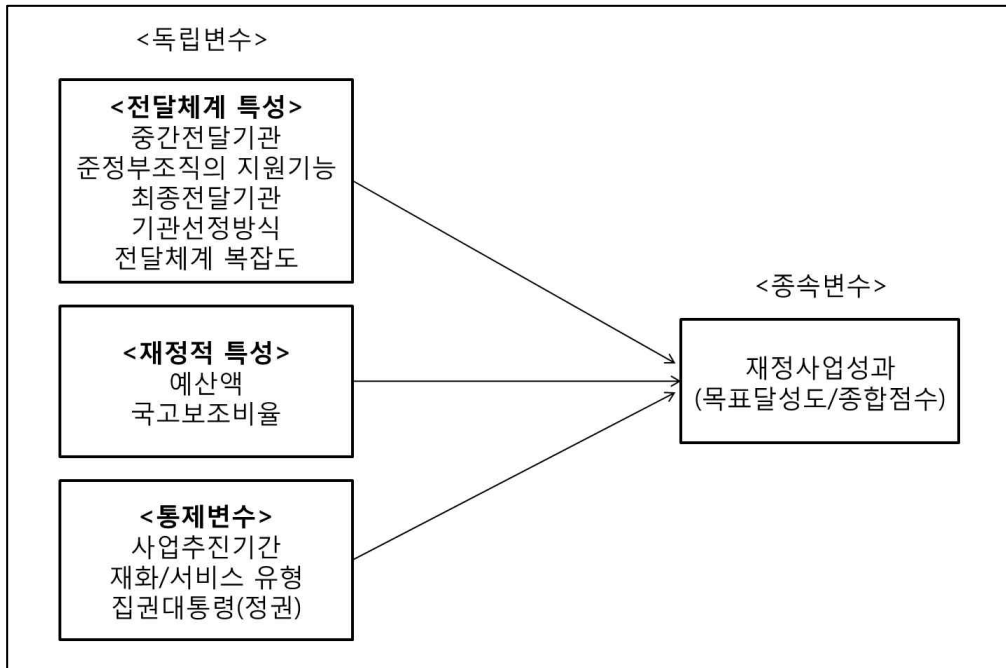 <독립변수>
<전달체계 특성>
중간전달기관
준정부조직의 지원기능
최종전달기관
기관선정방식
전달체계 복잡도
<재정적 특성>
예산액
국고보조비율
<통제변수>
사업추진기간
재화/서비스 유형
집권대통령(정권)
<종속변수>
재정사업성과
(목표달성도/종합점수)